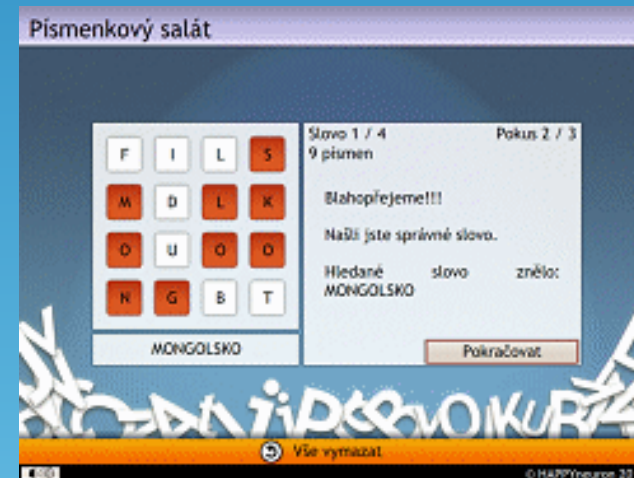 Písmenkový salát
F I L S
M D L K
O U O O
N G B T
MONGOLSKO
Slovo 1 / 4 Pokus 2 / 3
9 písmen
Blahopřejeme!!!
Našli jste správné slovo.
Hledané slovo znělo:
MONGOLSKO
Pokračovat
Vše vymazat
© HAPPYneuron 20